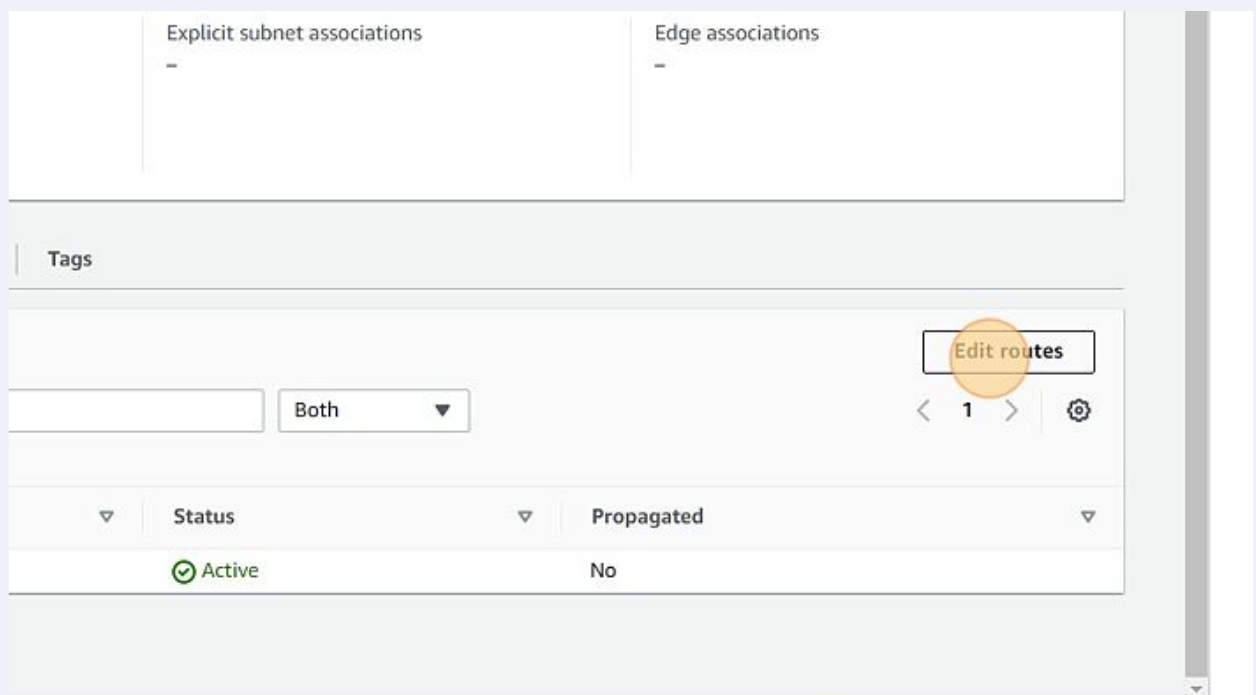 Explicit subnet associations
Edge associations
–
–
Tags
Edit routes
Both
1
Status
Propagated
Active
No